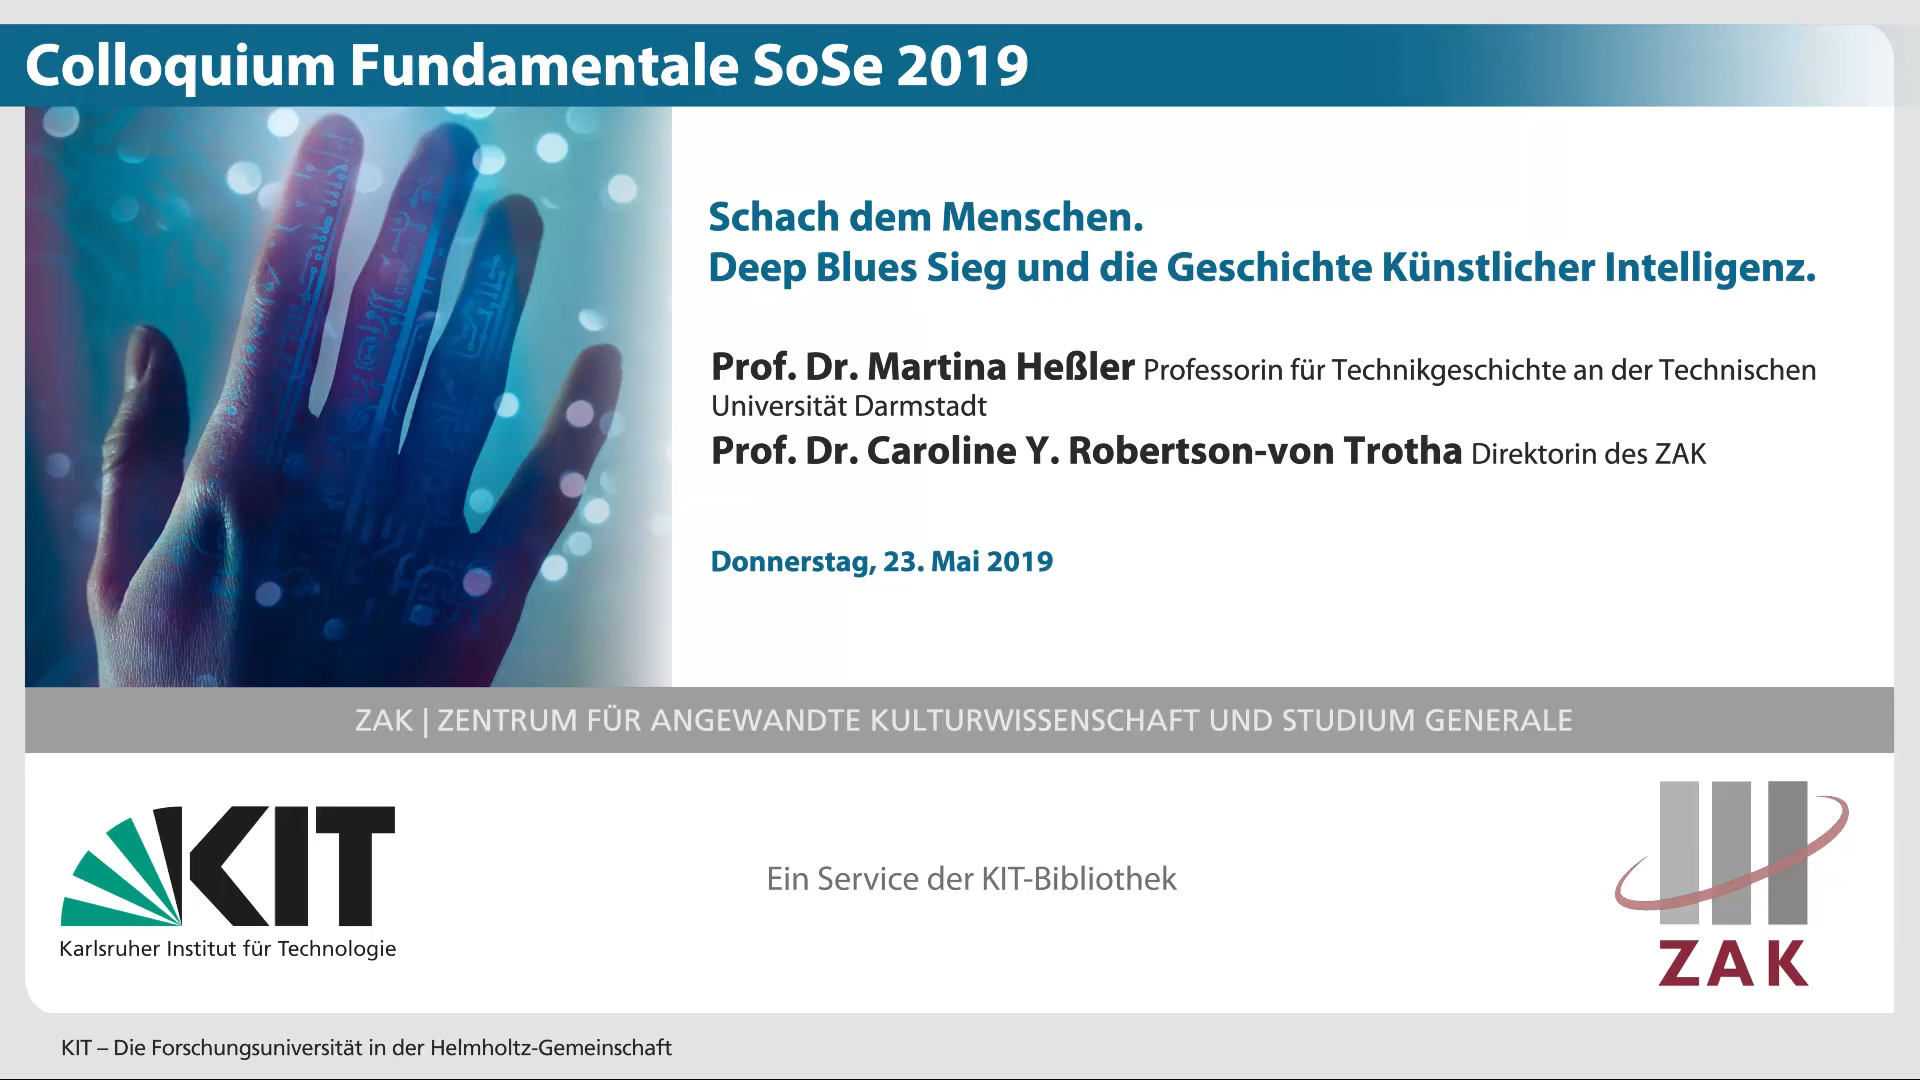 Colloquium Fundamentale SoSe 2019
Schach dem Menschen.
Deep Blues Sieg und die Geschichte Künstlicher Intelligenz.
Prof. Dr. Martina Heßler Professorin für Technikgeschichte an der Technischen
Universität Darmstadt
Prof. Dr. Caroline Y. Robertson-von Trotha Direktorin des ZAK
Donnerstag, 23. Mai 2019
ZAK | ZENTRUM FÜR ANGEWANDTE KULTURWISSENSCHAFT UND STUDIUM GENERALE
KIT
Karlsruher Institut für Technologie
Ein Service der KIT-Bibliothek
ZAK
KIT – Die Forschungsuniversität in der Helmholtz-Gemeinschaft